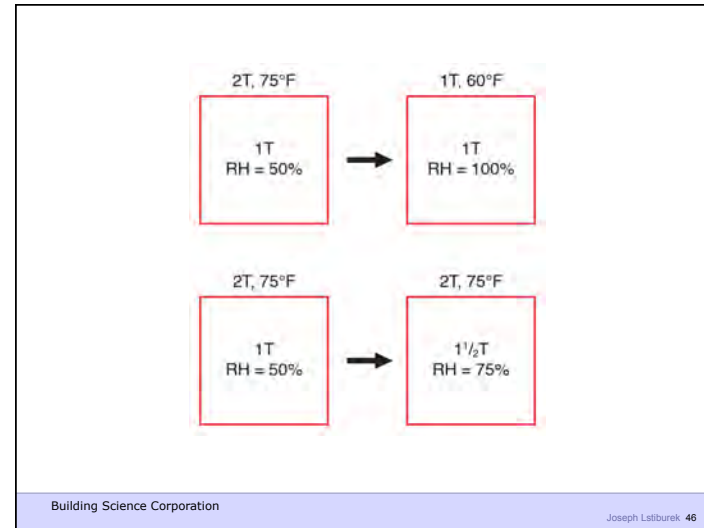 2T, 75°F
1T, 60°F
1T
RH = 50%
1T
RH = 100%
2T, 75°F
2T, 75°F
1T
RH = 50%
1¹/₂T
RH = 75%
Building Science Corporation
Joseph Lstiburek 46